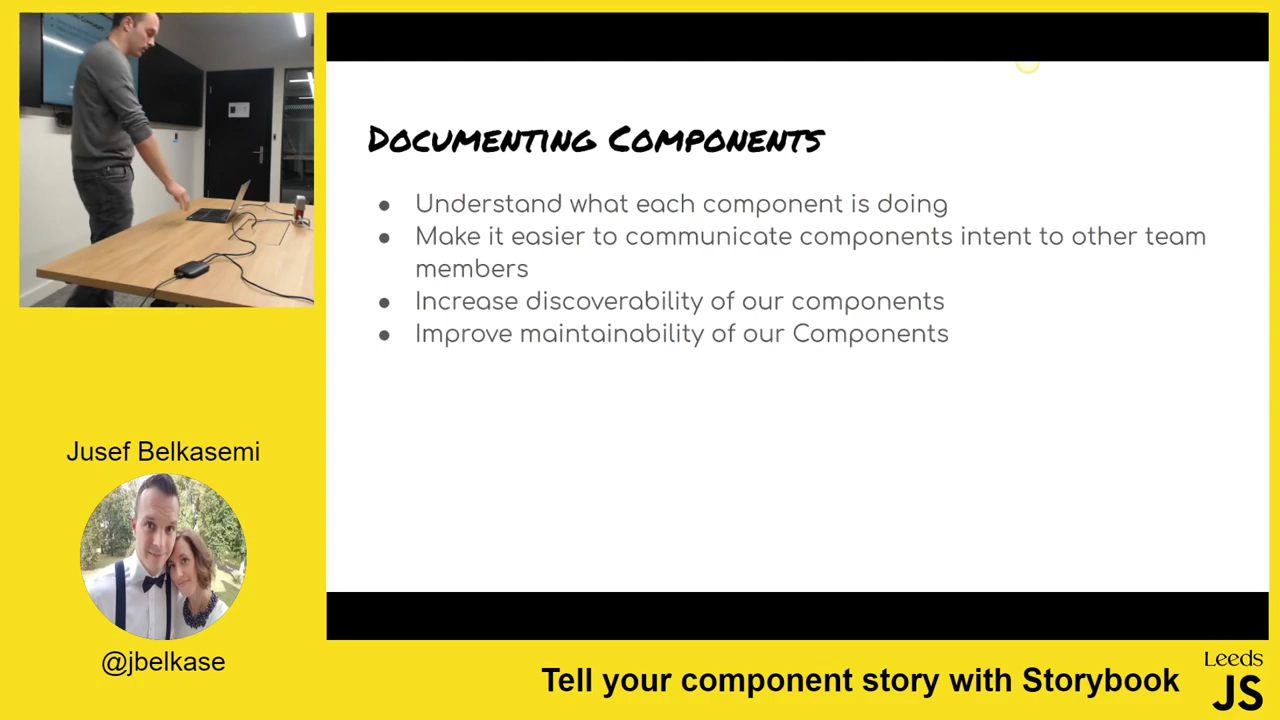 Documenting Components
● Understand what each component is doing
● Make it easier to communicate components intent to other team
members
● Increase discoverability of our components
● Improve maintainability of our Components
Jusef Belkasemi
@jbelkase
Tell your component story with Storybook
Leeds
JS